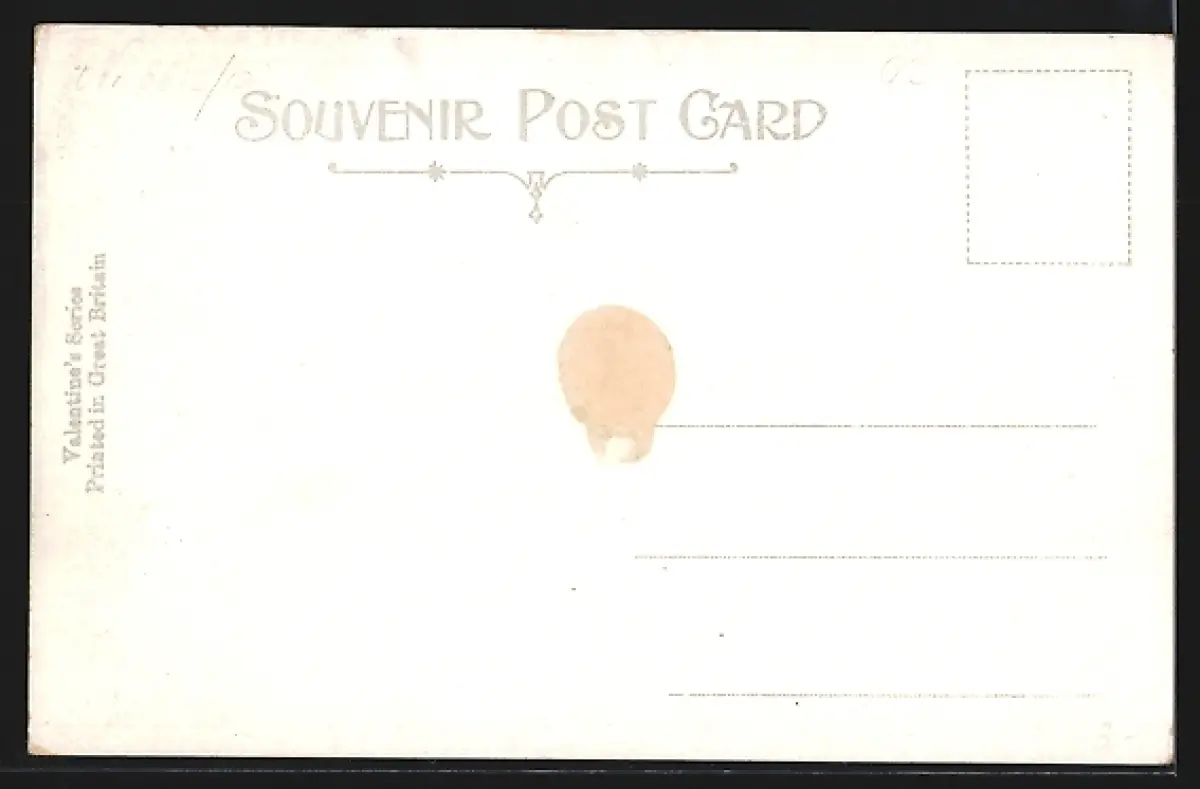 Souvenir Post Card
Valentine's Series
Printed in Great Britain